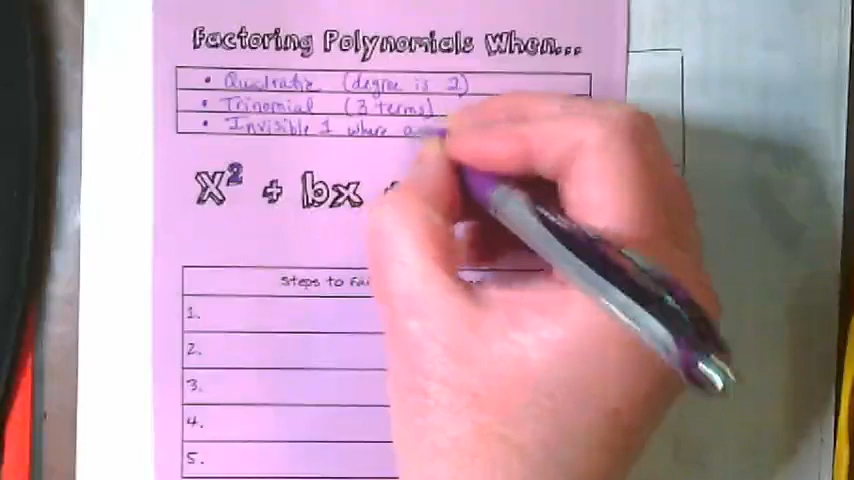 Factoring Polynomials When...
• Quadratic (degree is 2)
• Trinomial (3 terms)
• Invisible 1 where a
x² + bx +
Steps to
1.
2.
3.
4.
5.